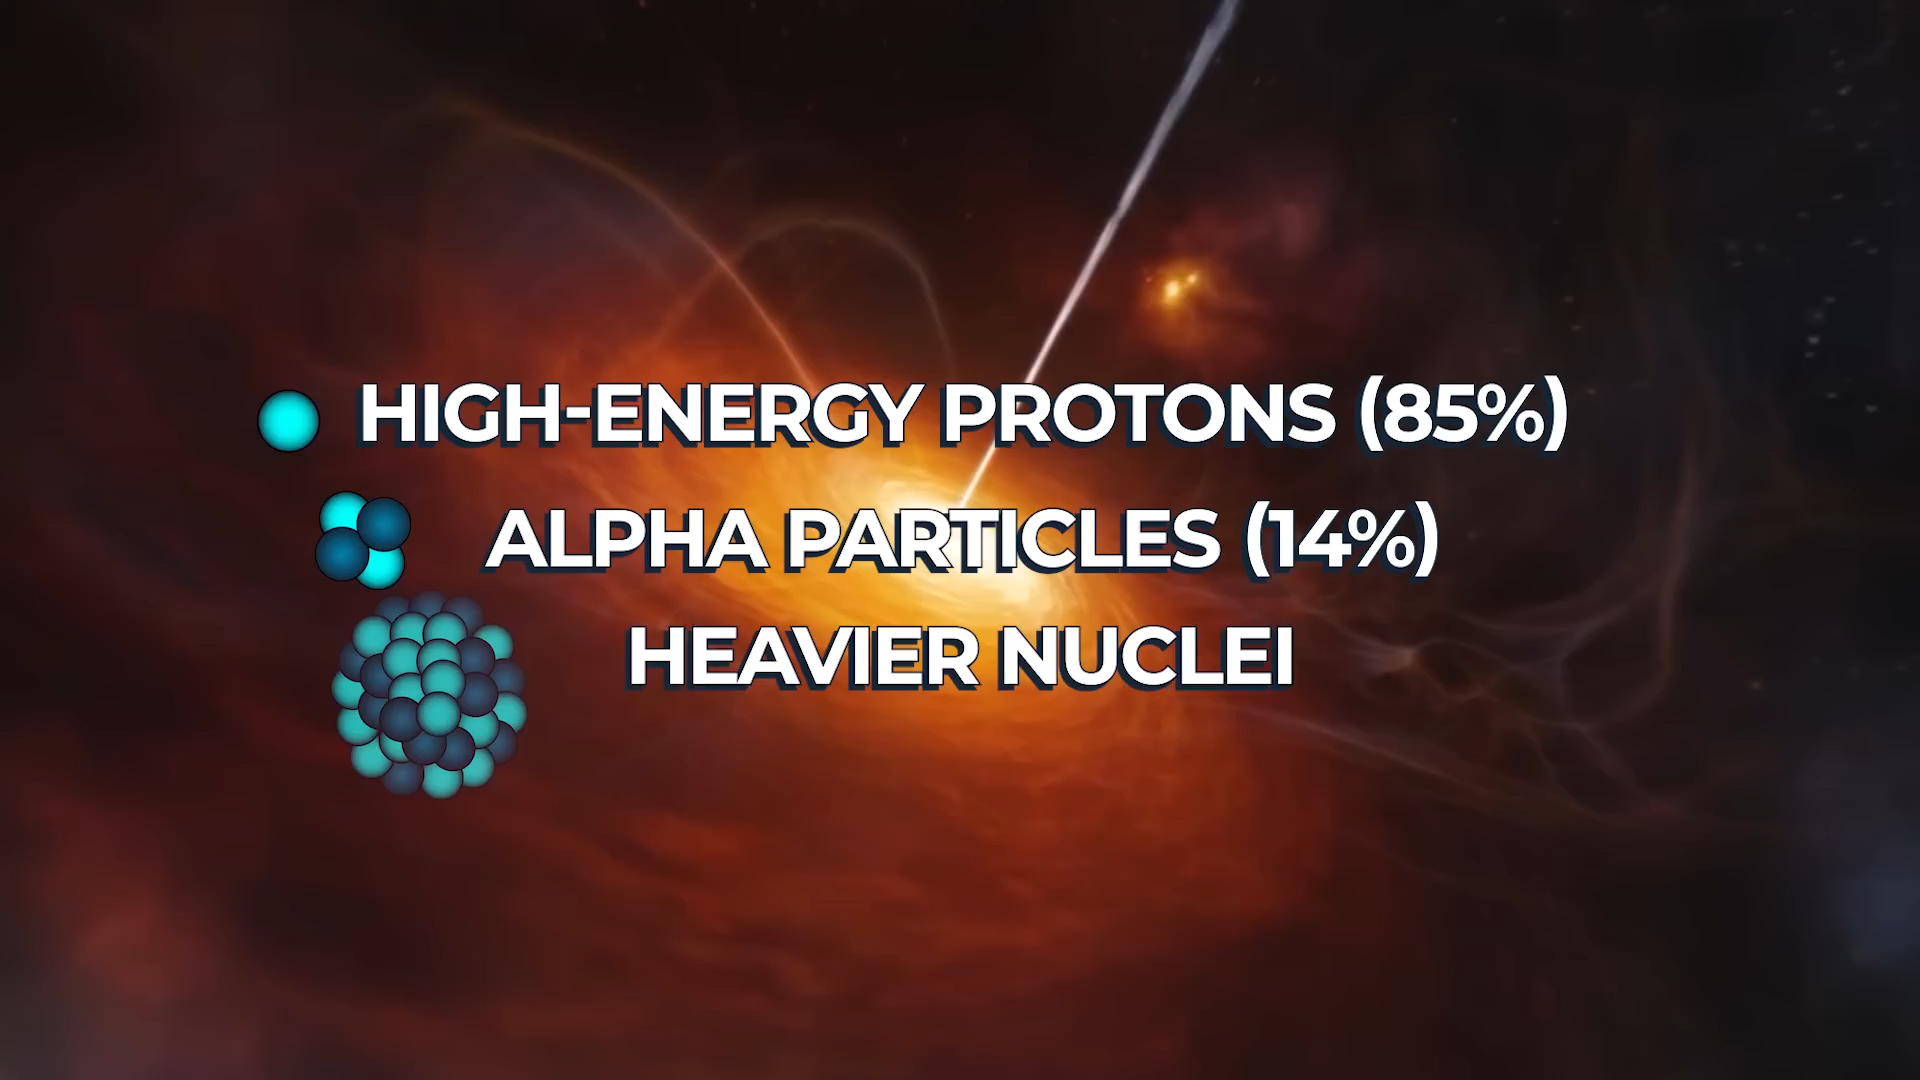 HIGH-ENERGY PROTONS (85%)
ALPHA PARTICLES (14%)
HEAVIER NUCLEI